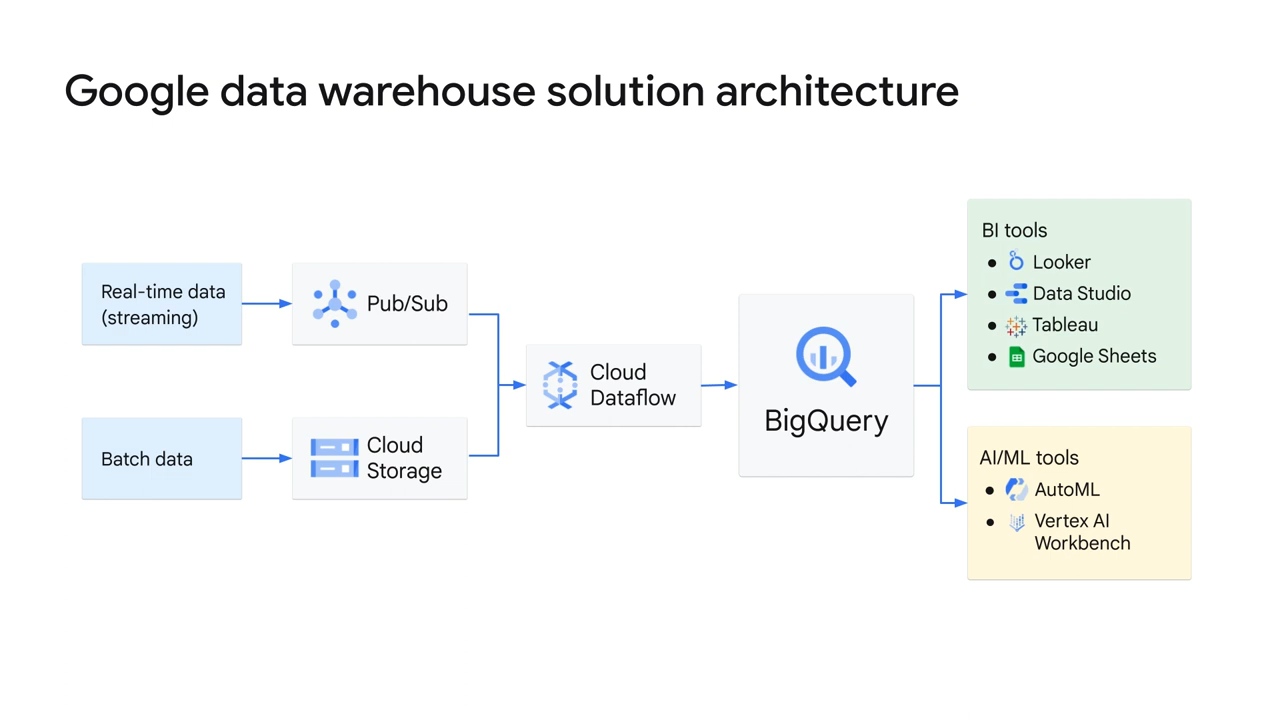 Google data warehouse solution architecture
Real-time data
(streaming)
Pub/Sub
Batch data
Cloud
Storage
Cloud
Dataflow
BigQuery
BI tools
Looker
Data Studio
Tableau
Google Sheets
AI/ML tools
AutoML
Vertex AI
Workbench